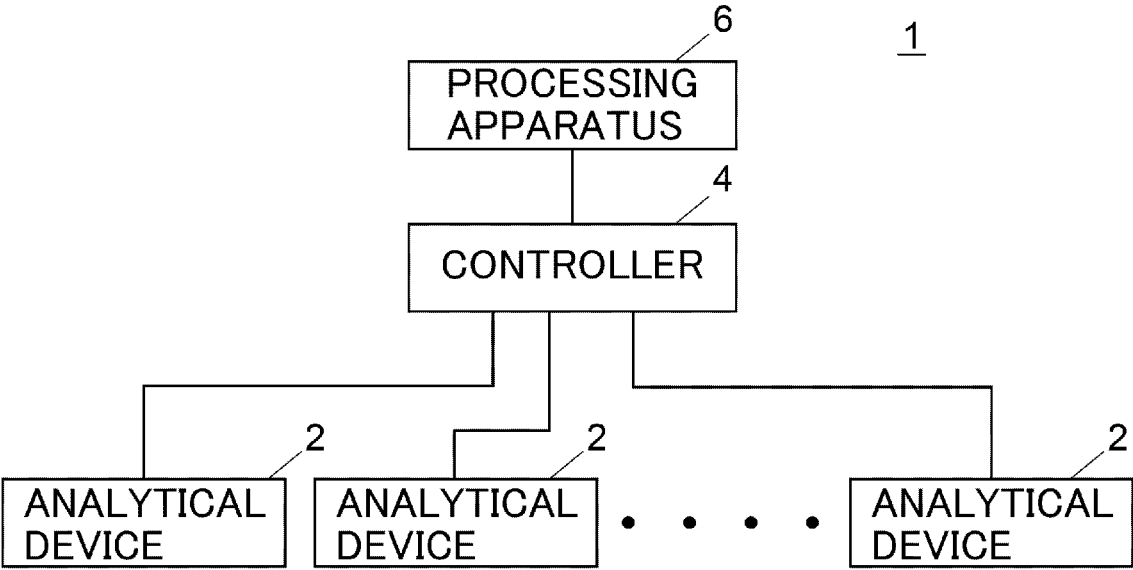 6
1
PROCESSING
APPARATUS
4
CONTROLLER
2
2
2
ANALYTICAL
DEVICE
ANALYTICAL
DEVICE
ANALYTICAL
DEVICE